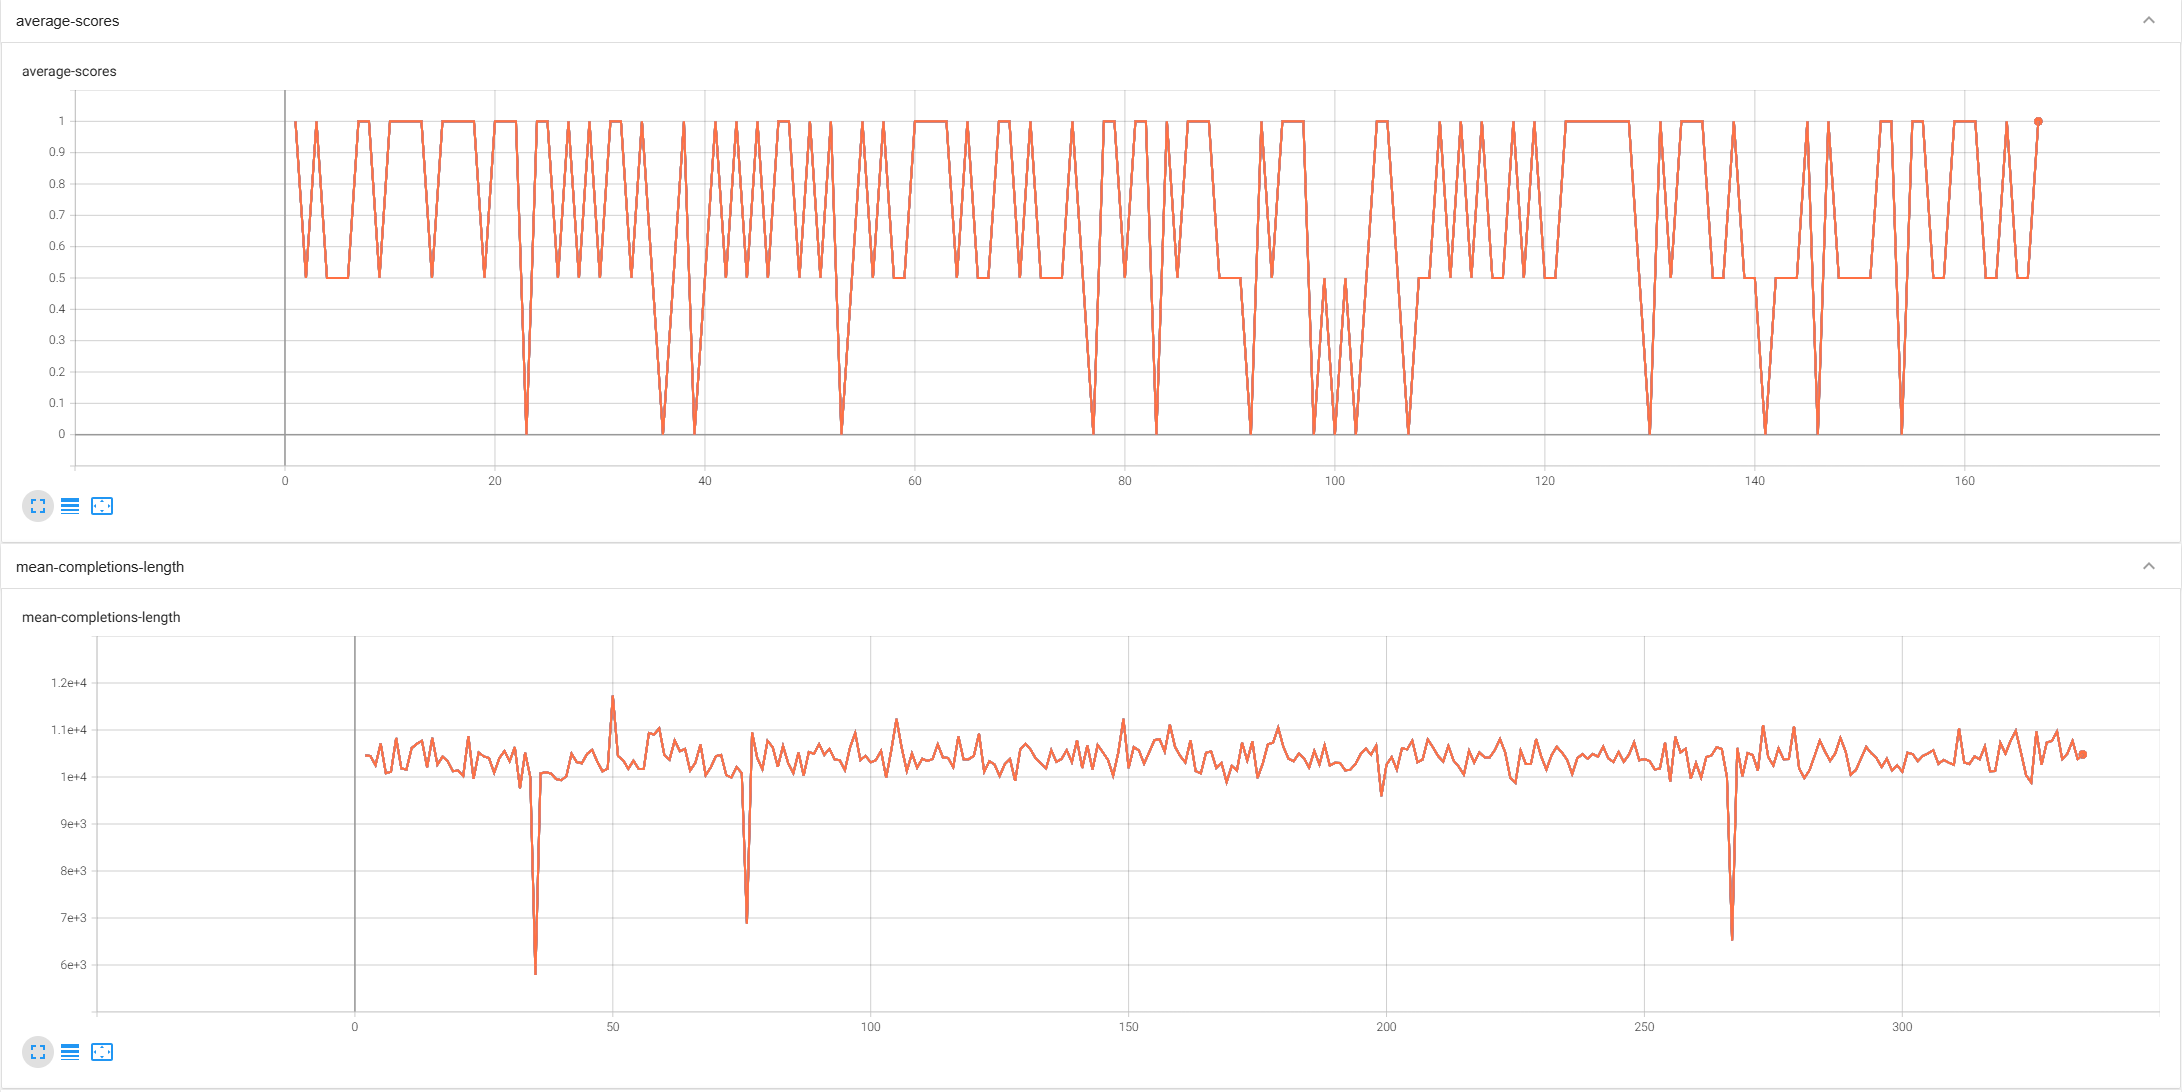 average-scores
average-scores
1
0.9
0.8
0.7
0.6
0.5
0.4
0.3
0.2
0.1
0
0 20 40 60 80 100 120 140 160
mean-completions-length
mean-completions-length
1.2e+4
1.1e+4
1e+4
9e+3
8e+3
7e+3
6e+3
0 50 100 150 200 250 300